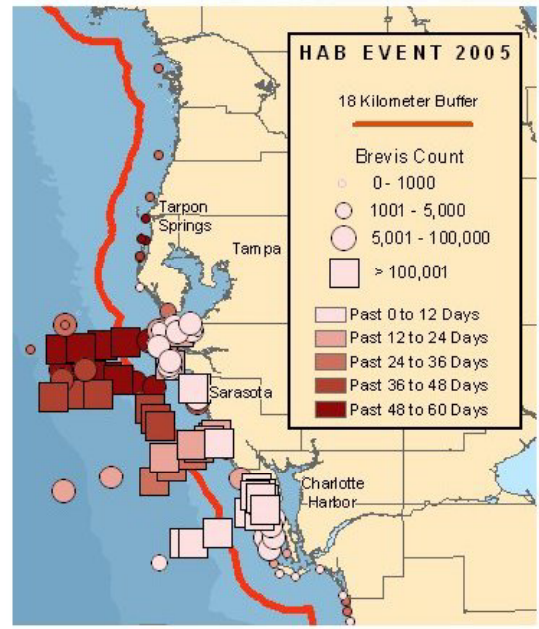 HAB EVENT 2005
18 Kilometer Buffer
Brevis Count
0 - 1000
1001 - 5,000
5,001 - 100,000
> 100,001
Past 0 to 12 Days
Past 12 to 24 Days
Past 24 to 36 Days
Past 36 to 48 Days
Past 48 to 60 Days
Tarpon
Springs
Tampa
Sarasota
Charlotte
Harbor